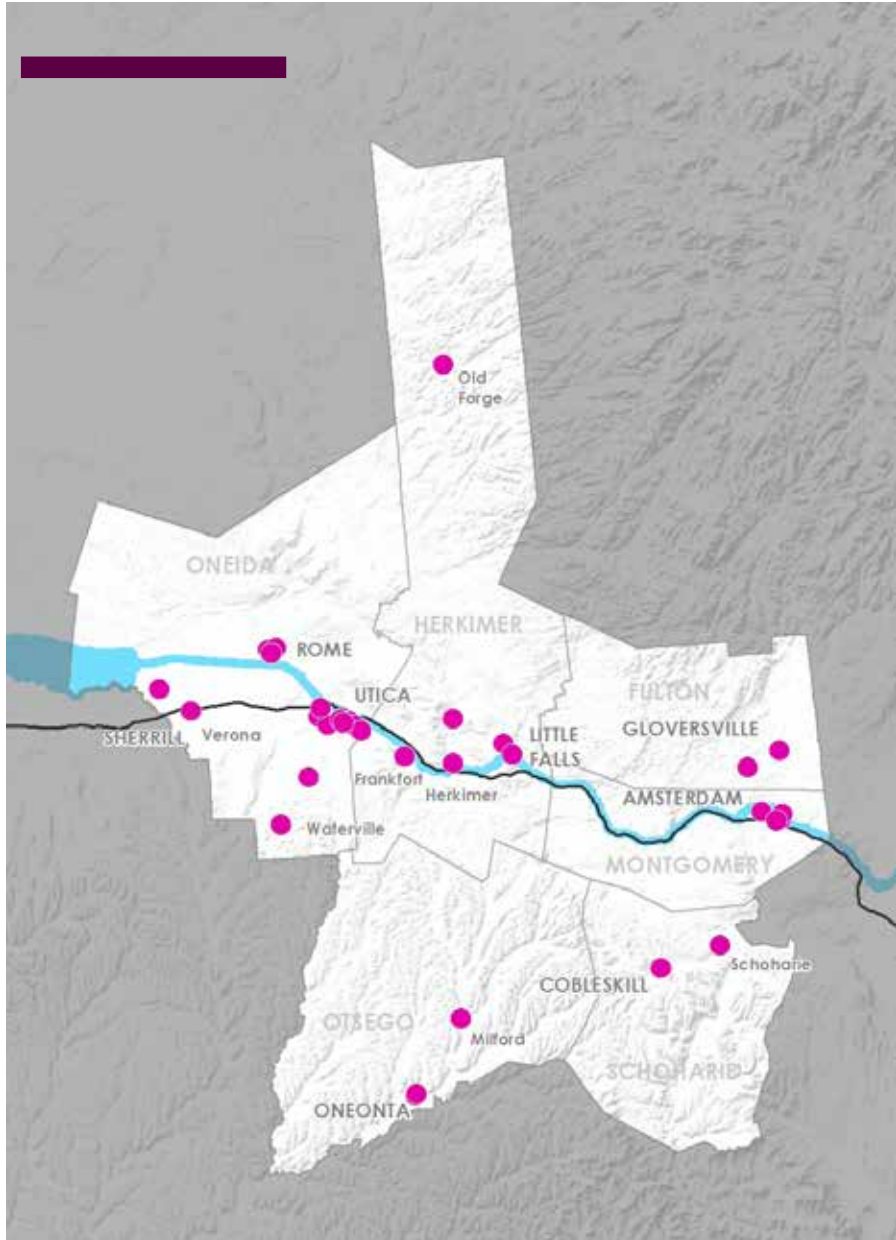 Old
Forge
ONEIDA
HERKIMER
ROME
FULTON
UTICA
GLOVERSVILLE
SHERRILL
Verona
LITTLE
FALLS
Frankfort
Herkimer
AMSTERDAM
Waterville
MONTGOMERY
Schoharie
COBLESKILL
OTSEGO
Milford
SCHOHARIE
ONEONTA